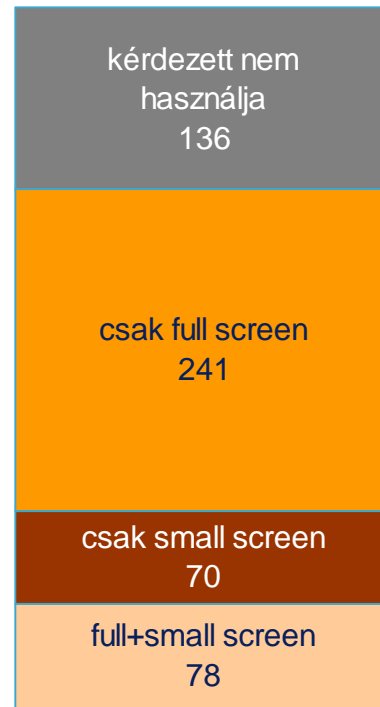 kérdezett nem
használja
136
csak full screen
241
csak small screen
70
full+small screen
78